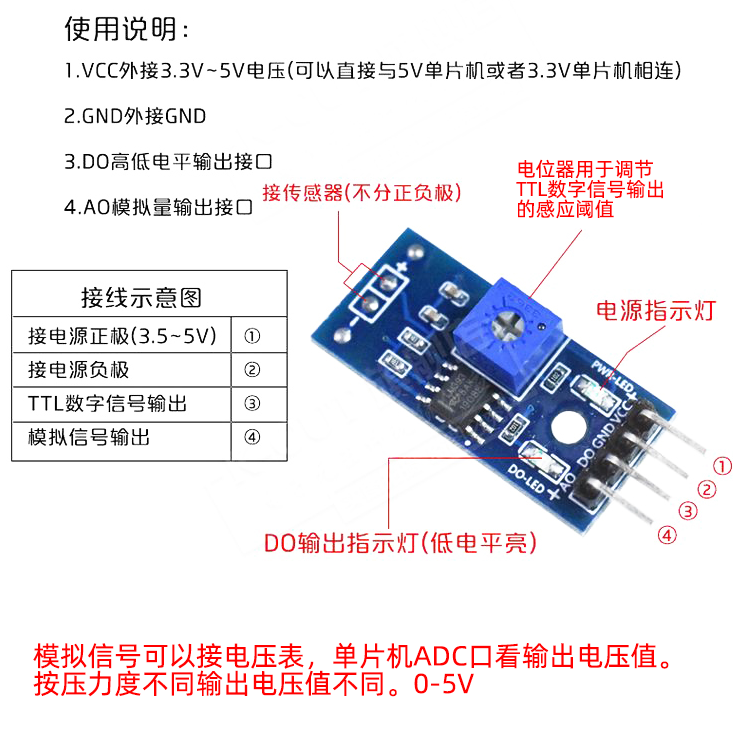 使用说明:
1.VCC外接3.3V~5V电压(可以直接与5V单片机或者3.3V单片机相连)
2.GND外接GND
3.DO高低电平输出接口
4.AO模拟量输出接口
接传感器(不分正负极)
电位器用于调节
TTL数字信号输出
的感应阈值
接线示意图
接电源正极(3.5~5V) ①
接电源负极 ②
TTL数字信号输出 ③
模拟信号输出 ④
电源指示灯
PWR-LED
VCC
GND
DO
AO
DO-LED
①
②
③
④
DO输出指示灯(低电平亮)
模拟信号可以接电压表，单片机ADC口看输出电压值。
按压力度不同输出电压值不同。0-5V